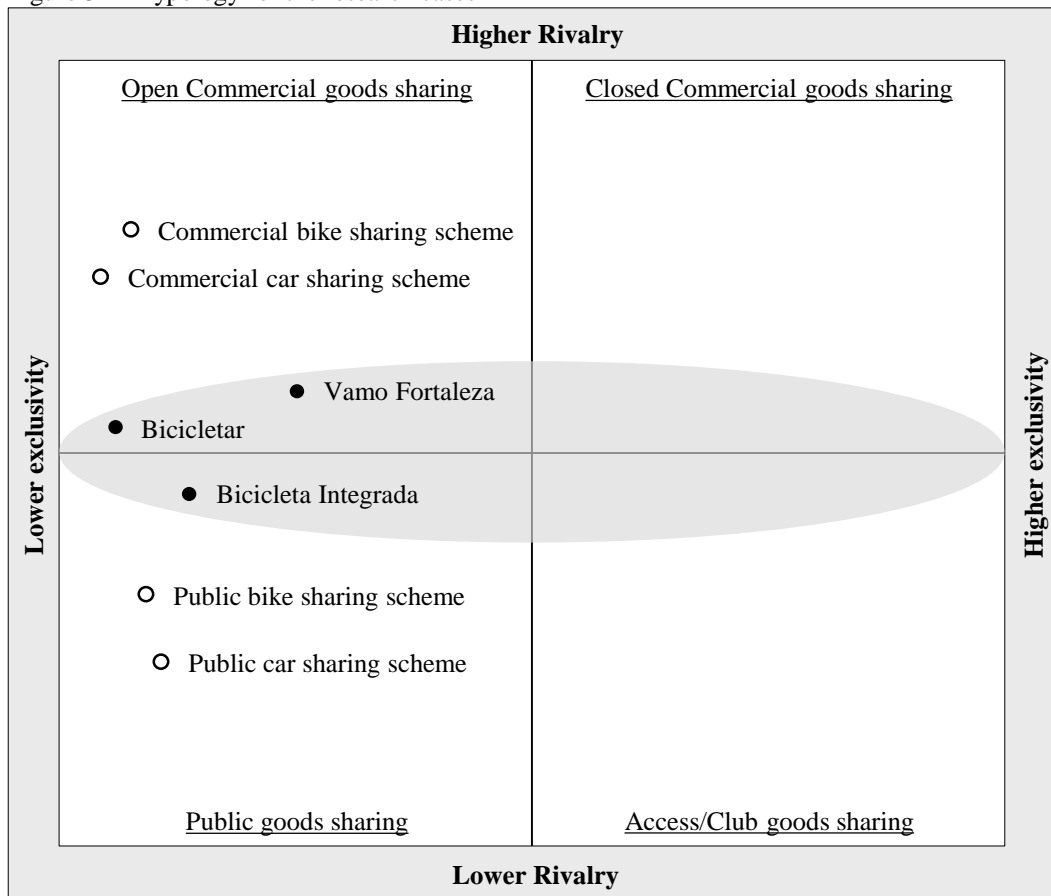 Higher Rivalry
Open Commercial goods sharing
Closed Commercial goods sharing
Commercial bike sharing scheme
Commercial car sharing scheme
Lower exclusivity
Higher exclusivity
Vamo Fortaleza
Bicicletar
Bicicleta Integrada
Public bike sharing scheme
Public car sharing scheme
Public goods sharing
Access/Club goods sharing
Lower Rivalry